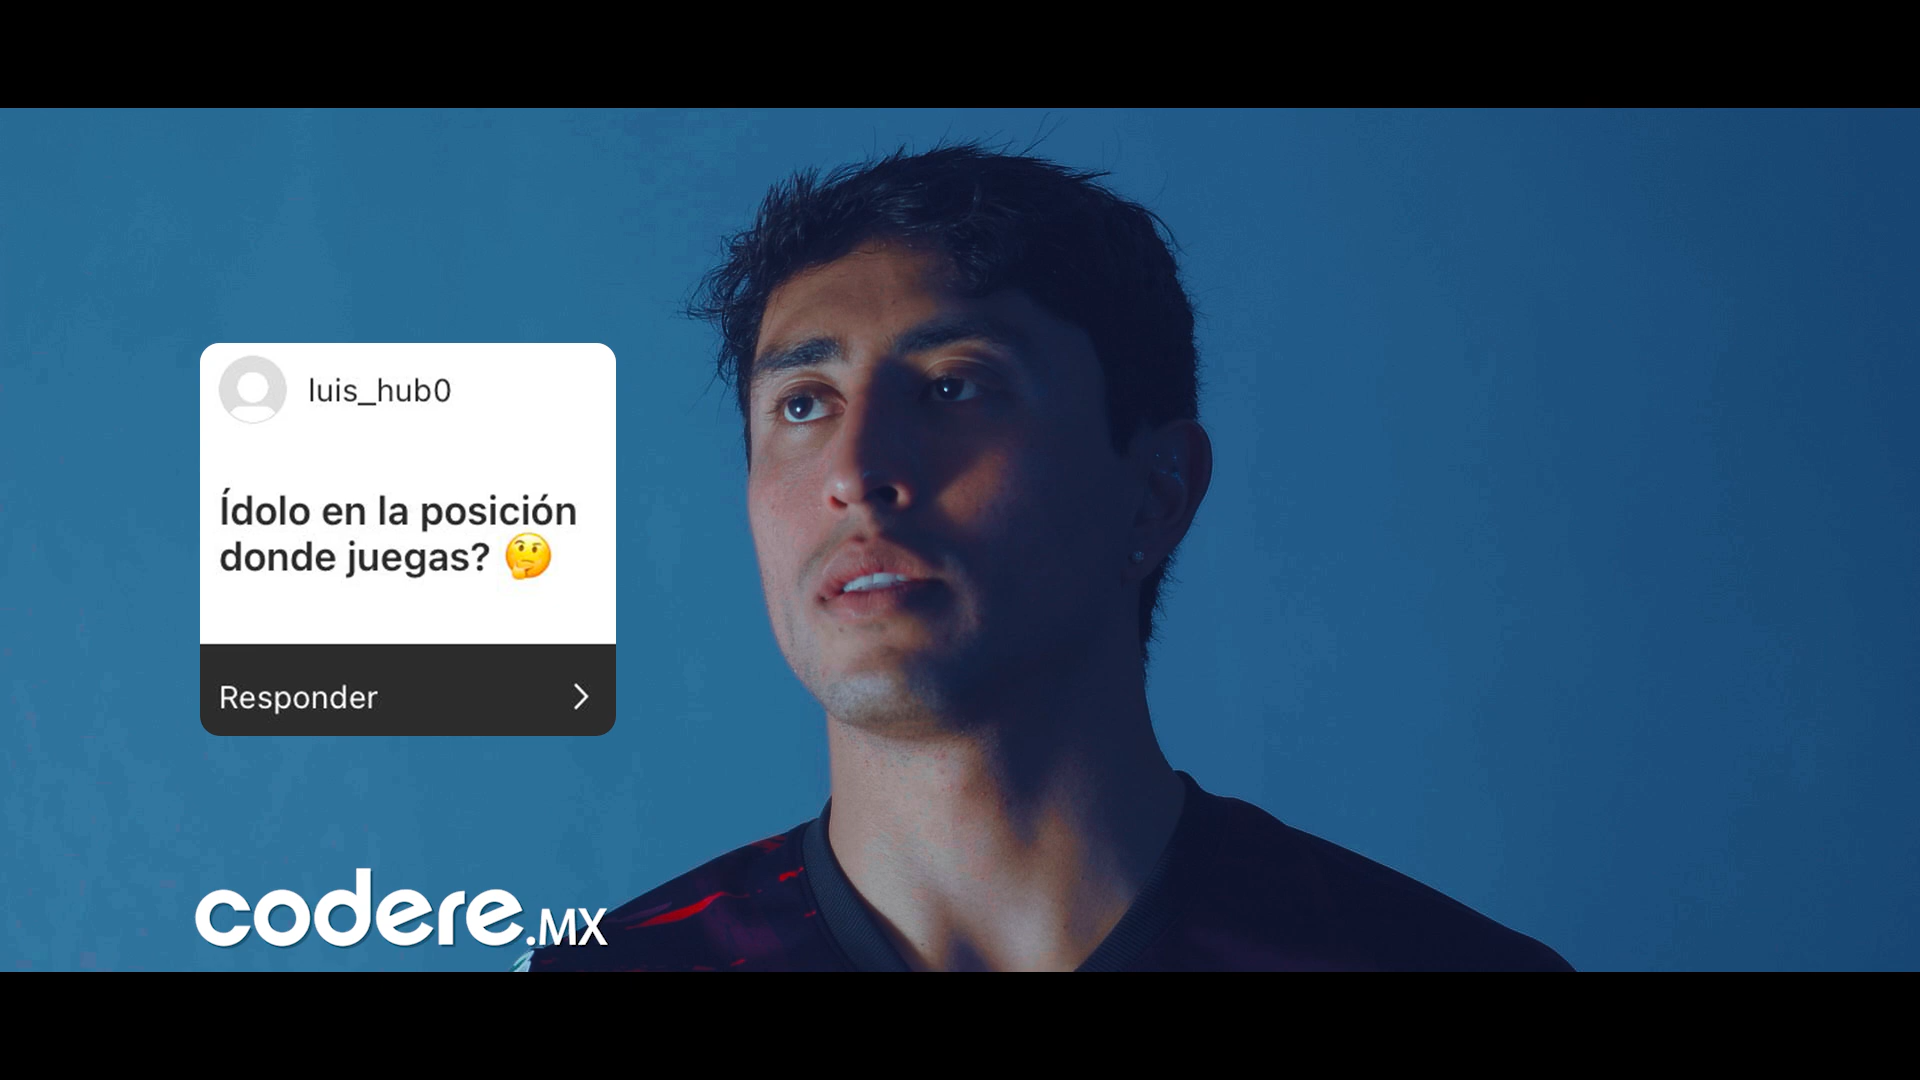 luis_hub0
Ídolo en la posición
donde juegas? 🤔
Responder
codere.MX